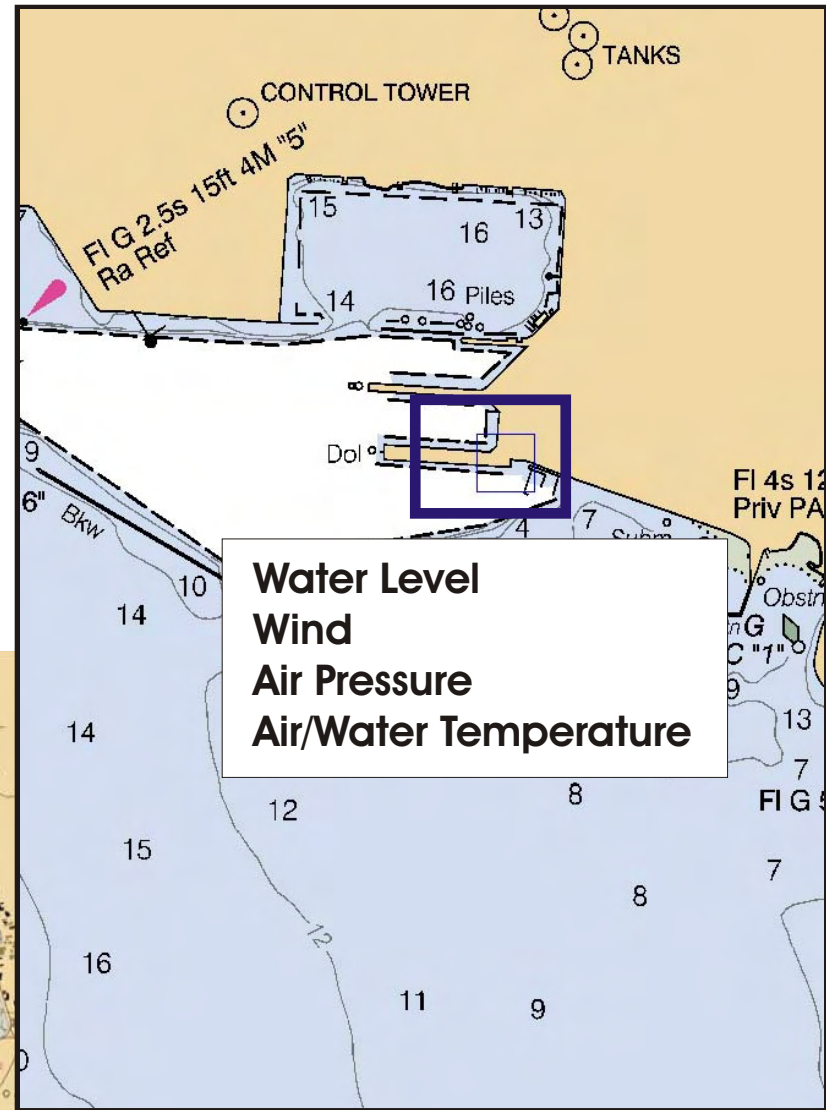 TANKS
CONTROL TOWER
Fl G 2.5s 15ft 4M "5"
Ra Ref
15
16
13
14
16 Piles
9
Dol
6"
Bkw
10
4
7
Fl 4s 12
Priv PA
Obstn
G
C "1"
9
14
Water Level
Wind
Air Pressure
Air/Water Temperature
14
13
7
Fl G 5
12
8
15
7
8
12
16
11
9